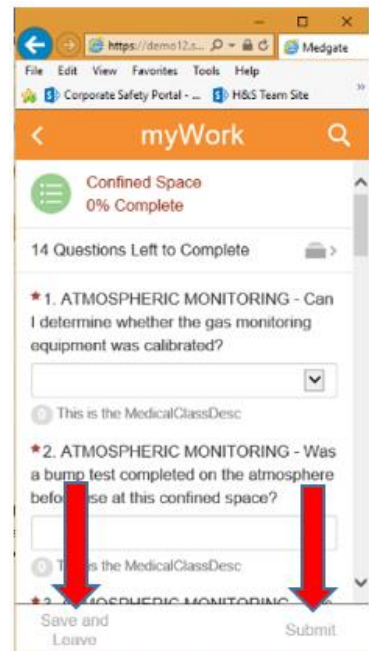 https://demo12.s...
Medgate
File Edit View Favorites Tools Help
Corporate Safety Portal - ... H&S Team Site
myWork
Confined Space
0% Complete
14 Questions Left to Complete
*1. ATMOSPHERIC MONITORING - Can
I determine whether the gas monitoring
equipment was calibrated?
This is the MedicalClassDesc
*2. ATMOSPHERIC MONITORING - Was
a bump test completed on the atmosphere
at this confined space?
is the MedicalClassDesc
MONITORING
Save and
Leave
Submit